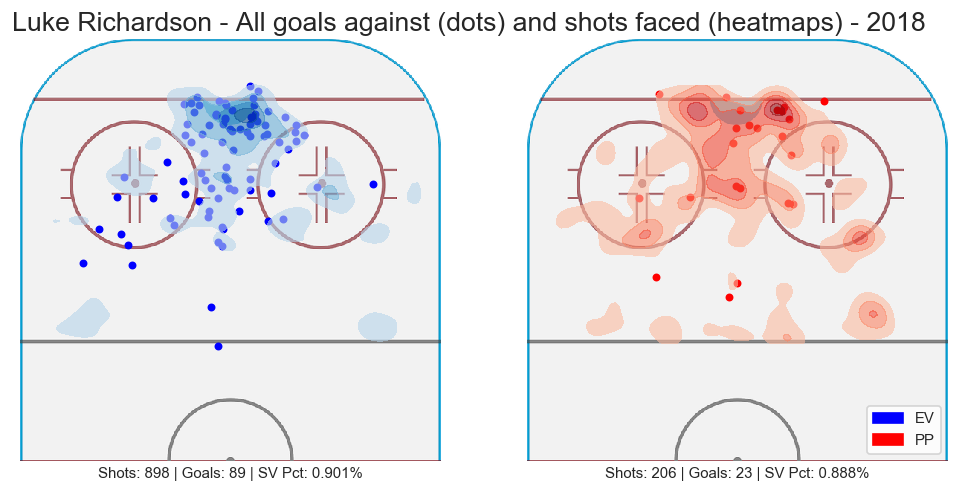 Luke Richardson - All goals against (dots) and shots faced (heatmaps) - 2018
EV
PP
Shots: 898 | Goals: 89 | SV Pct: 0.901%
Shots: 206 | Goals: 23 | SV Pct: 0.888%